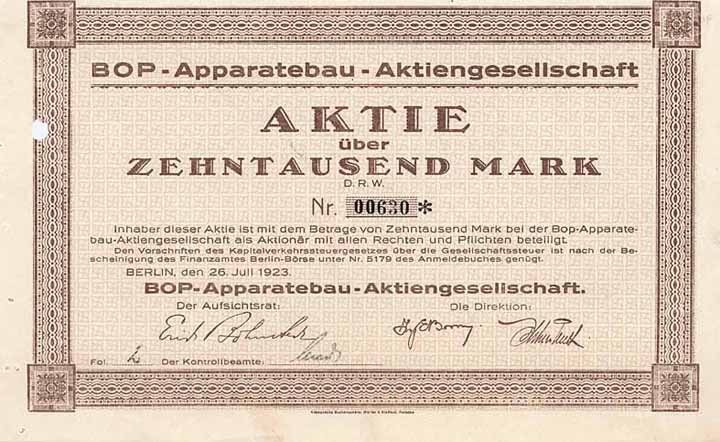 BOP-Apparatebau-Aktiengesellschaft
AKTIE
über
ZEHNTAUSEND MARK
D. R. W.
Nr. 00630 *
Inhaber dieser Aktie ist mit dem Betrage von Zehntausend Mark bei der Bop-Apparate-
bau-Aktiengesellschaft als Aktionär mit allen Rechten und Pflichten beteiligt.
Den Vorschriften des Kapitalverkehrssteuergesetzes über die Gesellschaftssteuer ist nach der Be-
scheinigung des Finanzamtes Berlin-Börse unter Nr. 5179 des Anmeldebuches genügt.
BERLIN, den 26. Juli 1923.
BOP-Apparatebau-Aktiengesellschaft.
Der Aufsichtsrat:
Die Direktion:
Fol. 2 Der Kontrollbeamte: